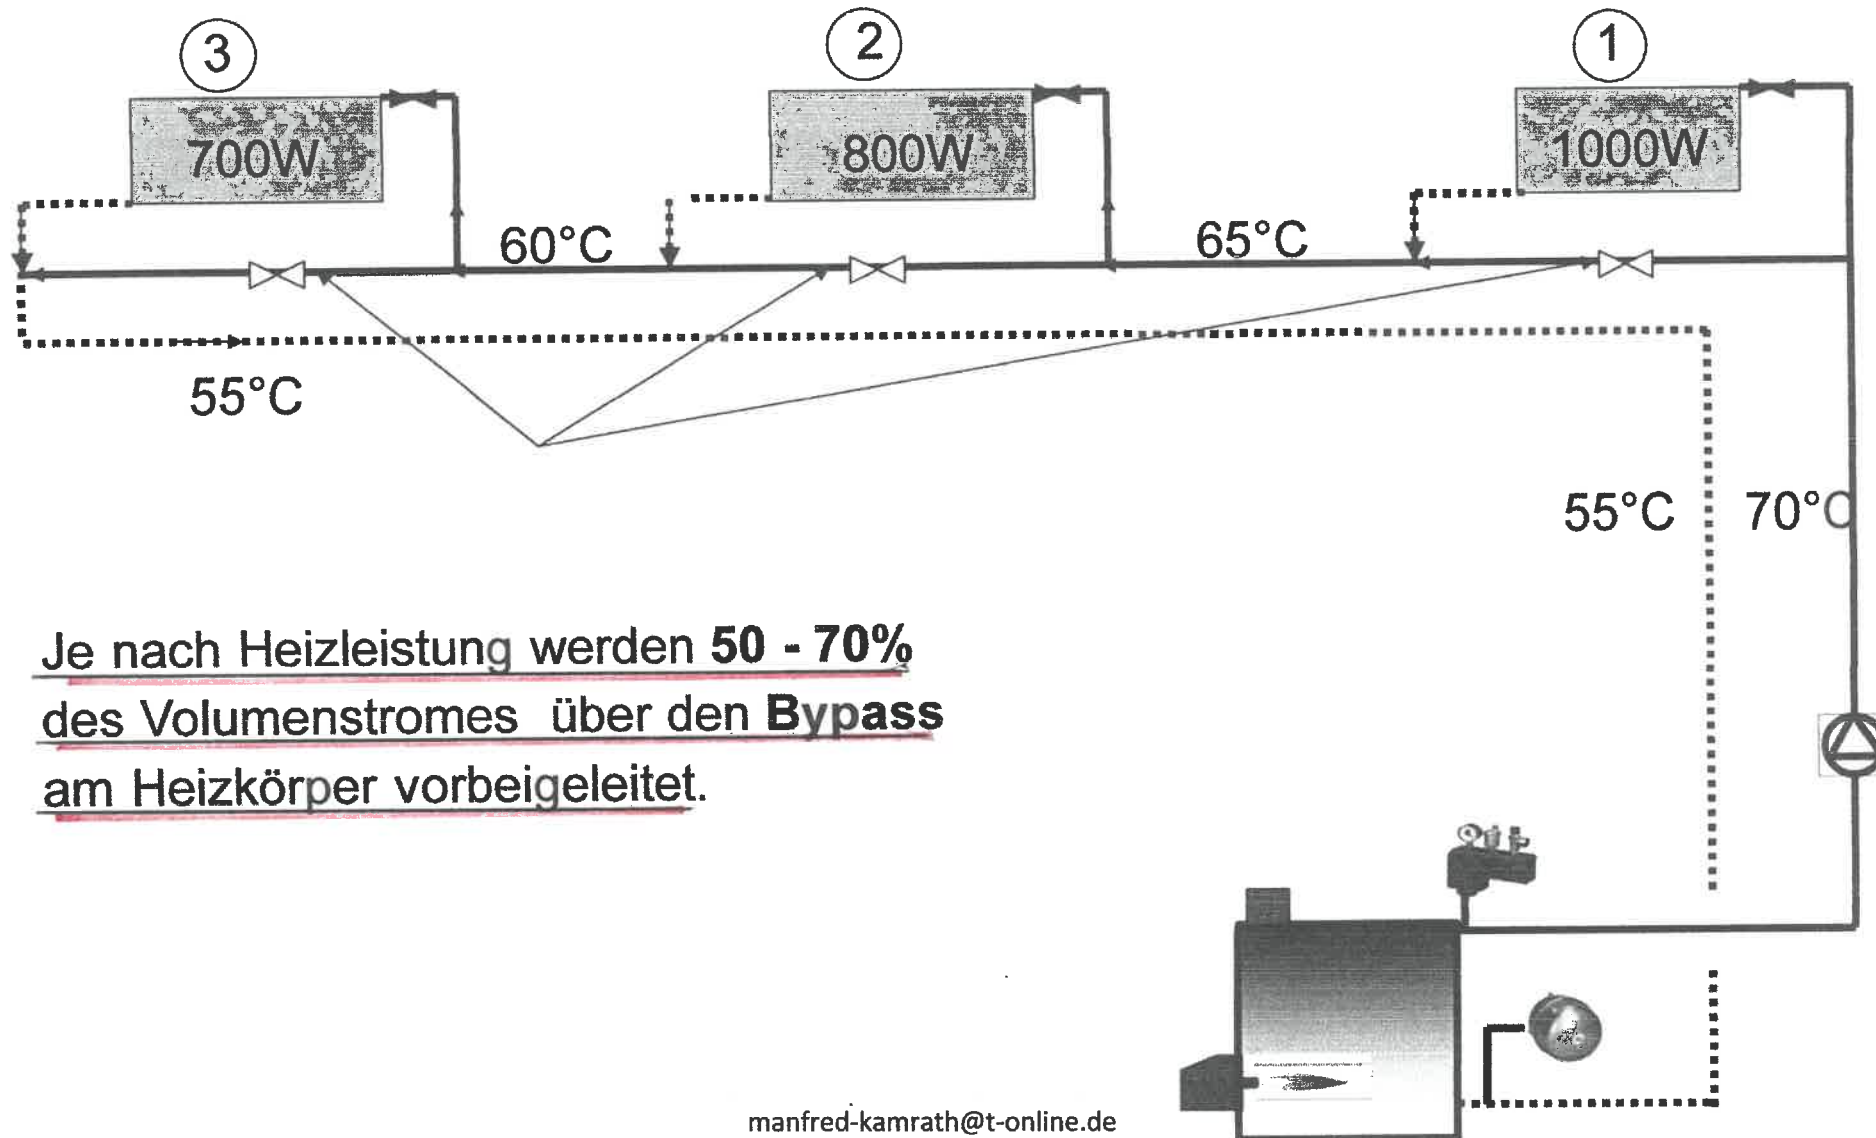 3
2
1
700W
800W
1000W
60°C
65°C
55°C
55°C
70°C
Je nach Heizleistung werden 50 - 70%
des Volumenstromes über den Bypass
am Heizkörper vorbeigeleitet.
manfred-kamrath@t-online.de